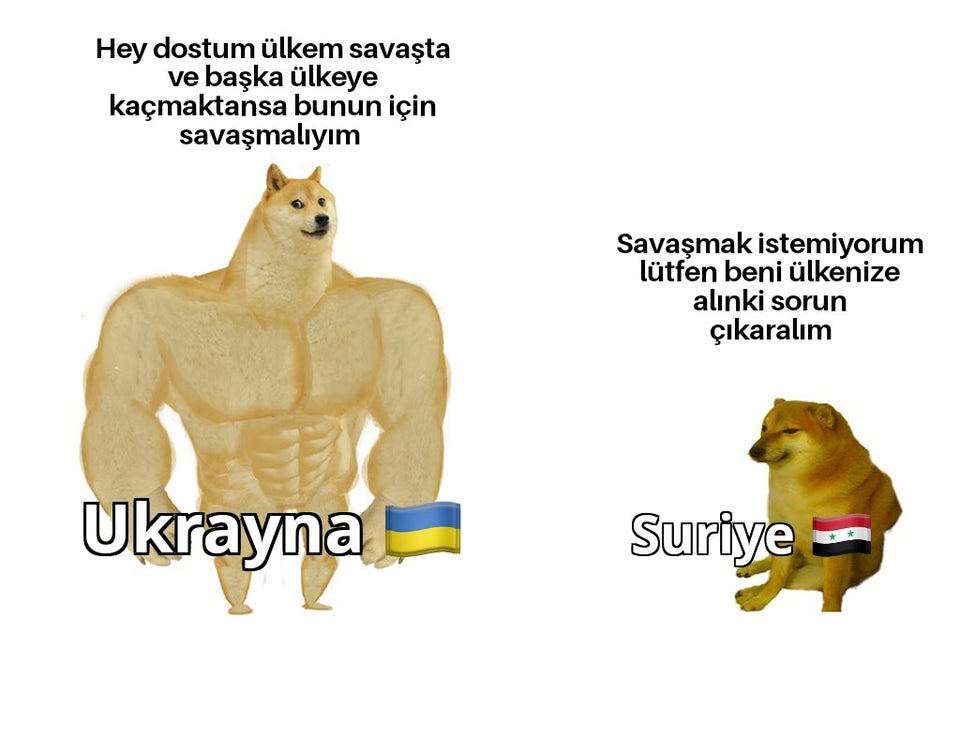 Hey dostum ülkem savaşta
ve başka ülkeye
kaçmaktansa bunun için
savaşmalıyım
Savaşmak istemiyorum
lütfen beni ülkenize
alınki sorun
çıkaralım
Ukrayna 🇺🇦
Suriye 🇸🇾